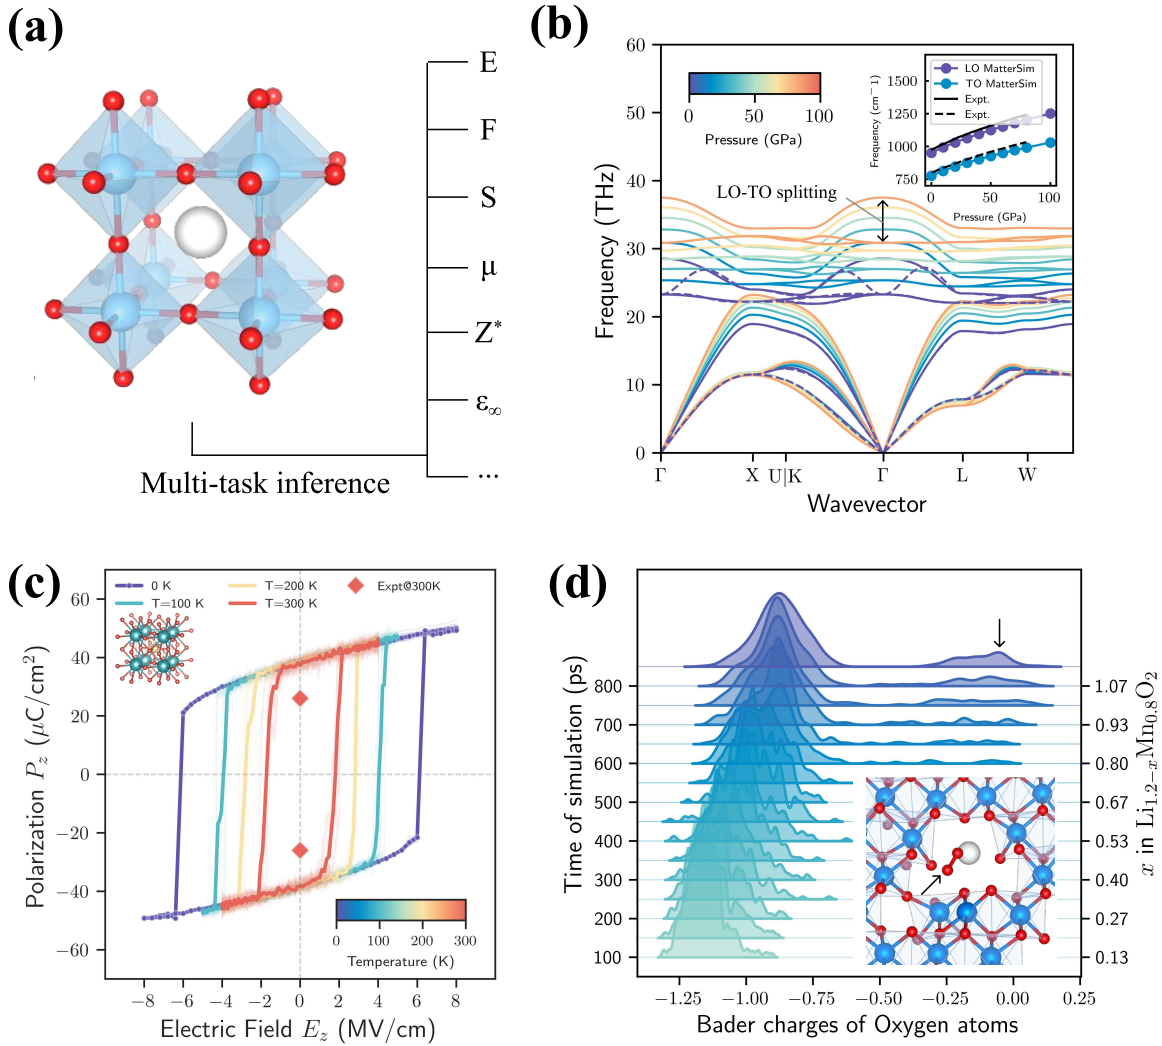 (a)
E
F
S
μ
Z*
ε∞
...
Multi-task inference
(b)
Frequency (THz)
60
50
40
30
20
10
0
0
100
Pressure (GPa)
LO-TO splitting
Γ
X
U|K
Γ
L
W
Wavevector
Frequency (cm−1)
1500
1250
1000
750
LO MatterSim
TO MatterSim
Expt.
Expt.
0
50
100
Pressure (GPa)
(c)
0 K
T=100 K
T=200 K
T=300 K
Expt@300K
Polarization Pz (μC/cm²)
60
40
20
0
−20
−40
−60
0 100 200 300
Temperature (K)
−8 −6 −4 −2 0 2 4 6 8
Electric Field Ez (MV/cm)
(d)
Time of simulation (ps)
800
700
600
500
400
300
200
100
1.07
0.93
0.80
0.67
0.53
0.40
0.27
0.13
x in Li1.2−xMn0.8O2
−1.25 −1.00 −0.75 −0.50 −0.25 0.00 0.25
Bader charges of Oxygen atoms